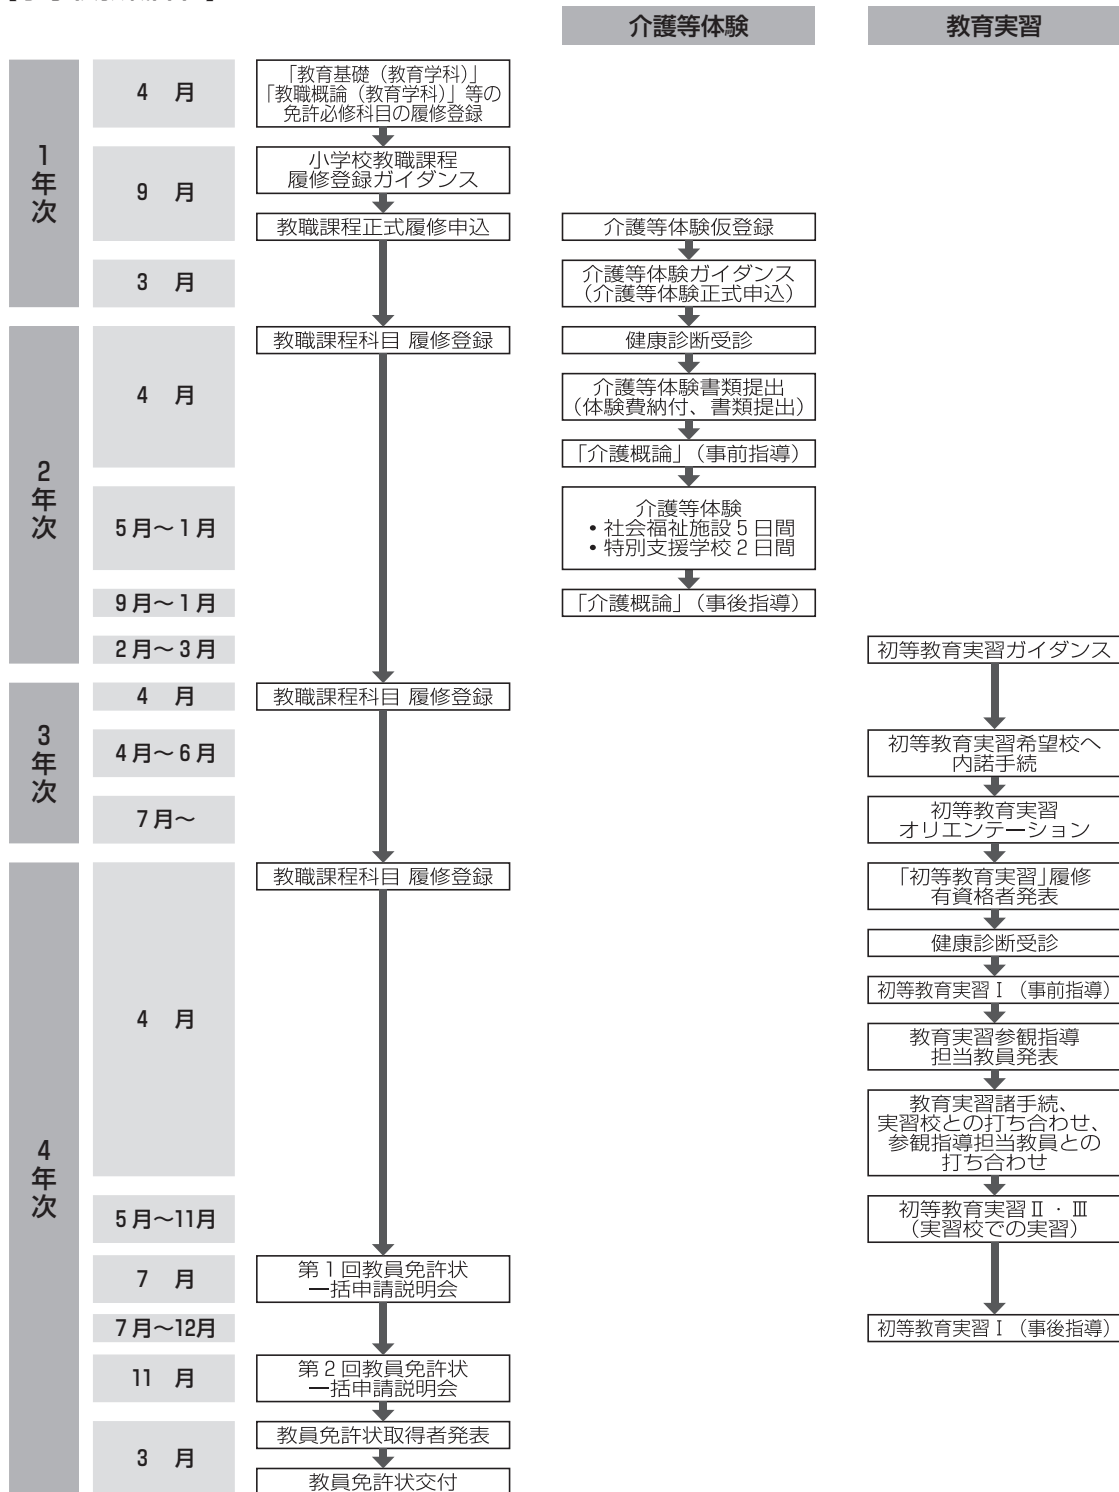 介護等体験
教育実習
1年次
4 月
「教育基礎（教育学科）」
「教職概論（教育学科）」等の
免許必修科目の履修登録
9 月
小学校教職課程
履修登録ガイダンス
教職課程正式履修申込
介護等体験仮登録
3 月
介護等体験ガイダンス
（介護等体験正式申込）
2年次
4 月
教職課程科目 履修登録
健康診断受診
介護等体験書類提出
（体験費納付、書類提出）
「介護概論」（事前指導）
5月～1月
介護等体験
• 社会福祉施設5日間
• 特別支援学校2日間
9月～1月
「介護概論」（事後指導）
2月～3月
初等教育実習ガイダンス
3年次
4 月
教職課程科目 履修登録
4月～6月
初等教育実習希望校へ
内諾手続
7月～
初等教育実習
オリエンテーション
4年次
4 月
教職課程科目 履修登録
「初等教育実習」履修
有資格者発表
健康診断受診
初等教育実習Ⅰ（事前指導）
教育実習参観指導
担当教員発表
教育実習諸手続、
実習校との打ち合わせ、
参観指導担当教員との
打ち合わせ
5月～11月
初等教育実習Ⅱ・Ⅲ
（実習校での実習）
7 月
第1回教員免許状
一括申請説明会
7月～12月
初等教育実習Ⅰ（事後指導）
11 月
第2回教員免許状
一括申請説明会
3 月
教員免許状取得者発表
教員免許状交付